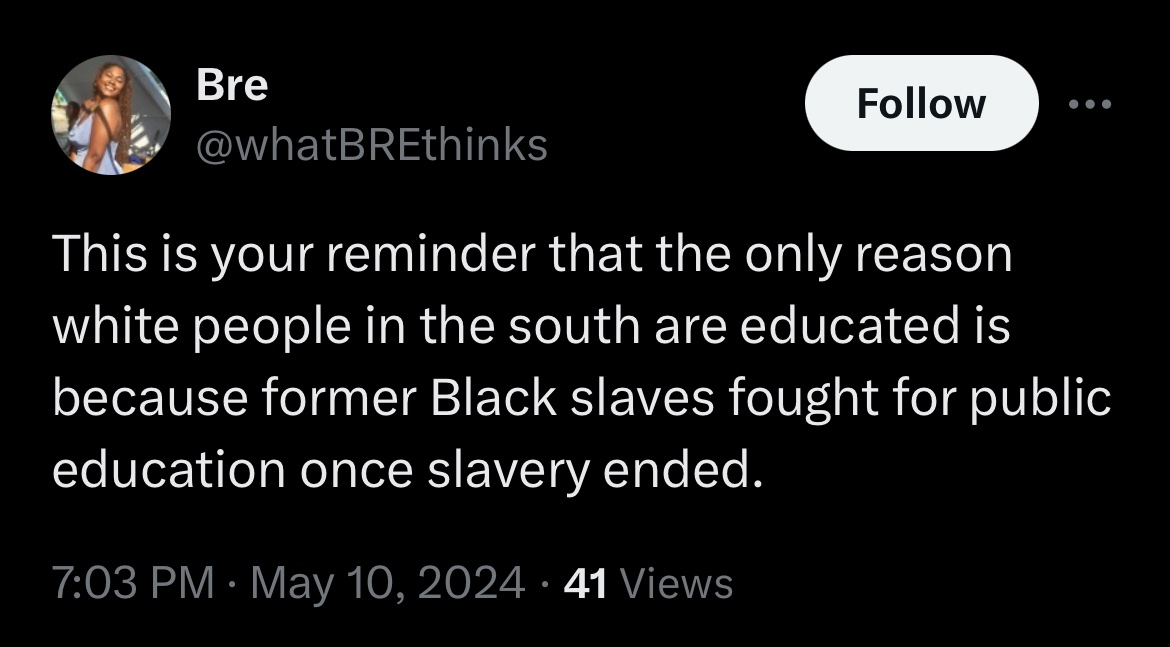 Bre
@whatBREthinks
Follow
This is your reminder that the only reason
white people in the south are educated is
because former Black slaves fought for public
education once slavery ended.
7:03 PM · May 10, 2024 · 41 Views